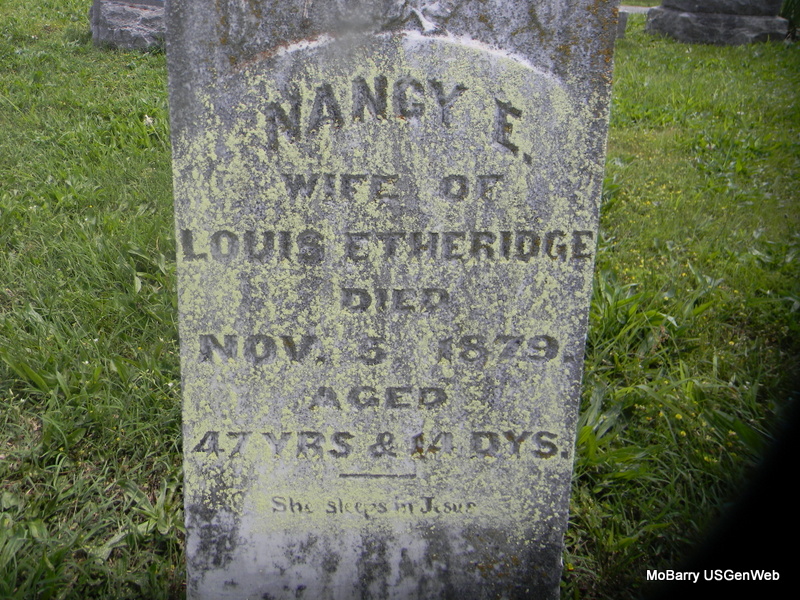 NANCY E.
WIFE OF
LOUIS ETHERIDGE
DIED
NOV. 5. 1879.
AGED
47 YRS & 14 DYS.
She sleeps in Jesus
MoBarry USGenWeb